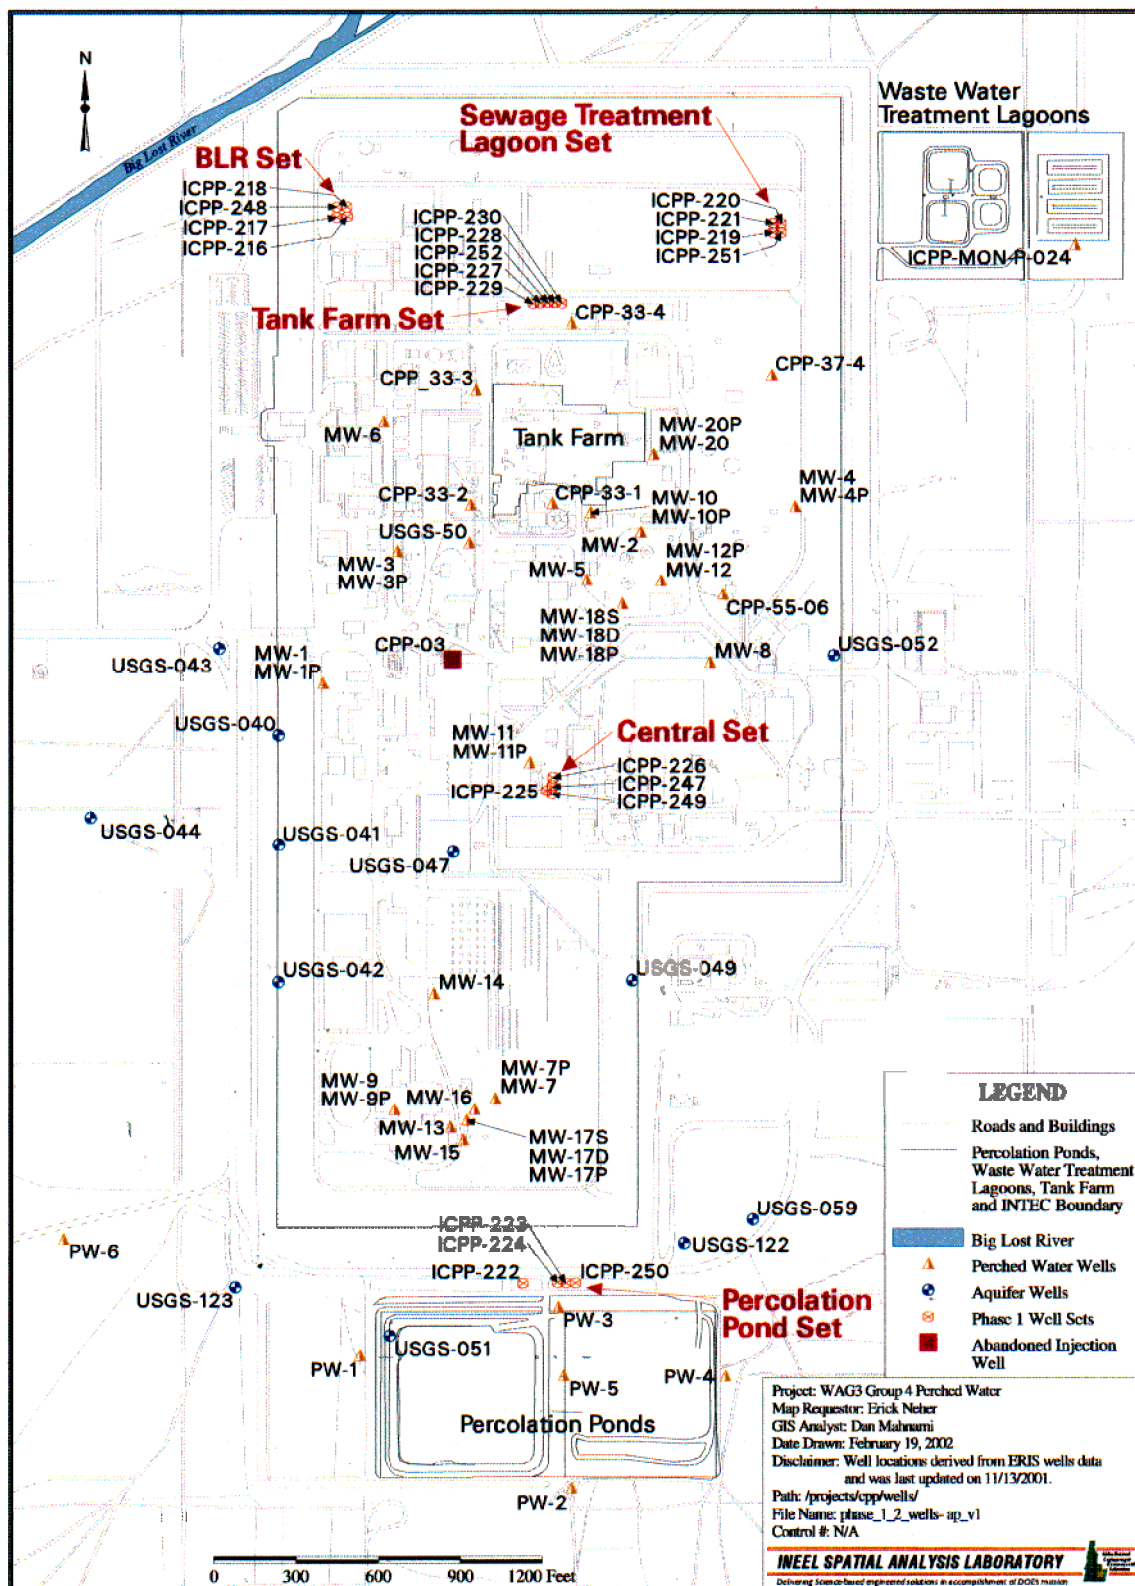 N
Big Lost River
Waste Water
Treatment Lagoons
Sewage Treatment
Lagoon Set
BLR Set
ICPP-218
ICPP-248
ICPP-217
ICPP-216
ICPP-230
ICPP-228
ICPP-252
ICPP-227
ICPP-229
ICPP-220
ICPP-221
ICPP-219
ICPP-251
ICPP-MON-P-024
Tank Farm Set
CPP-33-4
CPP_33-3
CPP-37-4
MW-6
Tank Farm
MW-20P
MW-20
CPP-33-2
CPP-33-1
MW-10
MW-10P
MW-4
MW-4P
USGS-50
MW-2
MW-3
MW-3P
MW-5
MW-12P
MW-12
CPP-55-06
MW-18S
MW-18D
MW-18P
CPP-03
MW-8
USGS-052
USGS-043
MW-1
MW-1P
USGS-040
MW-11
MW-11P
Central Set
ICPP-226
ICPP-247
ICPP-225
ICPP-249
USGS-044
USGS-041
USGS-047
USGS-042
USGS-049
MW-14
MW-7P
MW-7
MW-9
MW-9P
MW-16
MW-13
MW-15
MW-17S
MW-17D
MW-17P
LEGEND
Roads and Buildings
Percolation Ponds,
Waste Water Treatment
Lagoons, Tank Farm
and INTEC Boundary
Big Lost River
Perched Water Wells
Aquifer Wells
Phase 1 Well Sets
Abandoned Injection
Well
USGS-059
USGS-122
PW-6
USGS-123
ICPP-223
ICPP-224
ICPP-222
ICPP-250
Percolation
Pond Set
PW-3
USGS-051
PW-1
PW-5
PW-4
Percolation Ponds
PW-2
Project: WAG3 Group 4 Perched Water
Map Requestor: Erick Neher
GIS Analyst: Dan Mahnami
Date Drawn: February 19, 2002
Disclaimer: Well locations derived from ERIS wells data
and was last updated on 11/13/2001.
Path: /projects/cpp/wells/
File Name: phase_1_2_wells-ap_v1
Control #: N/A
INEEL SPATIAL ANALYSIS LABORATORY
Delivering Science-based engineered solutions in accomplishment of DOE's mission
0 300 600 900 1200 Feet